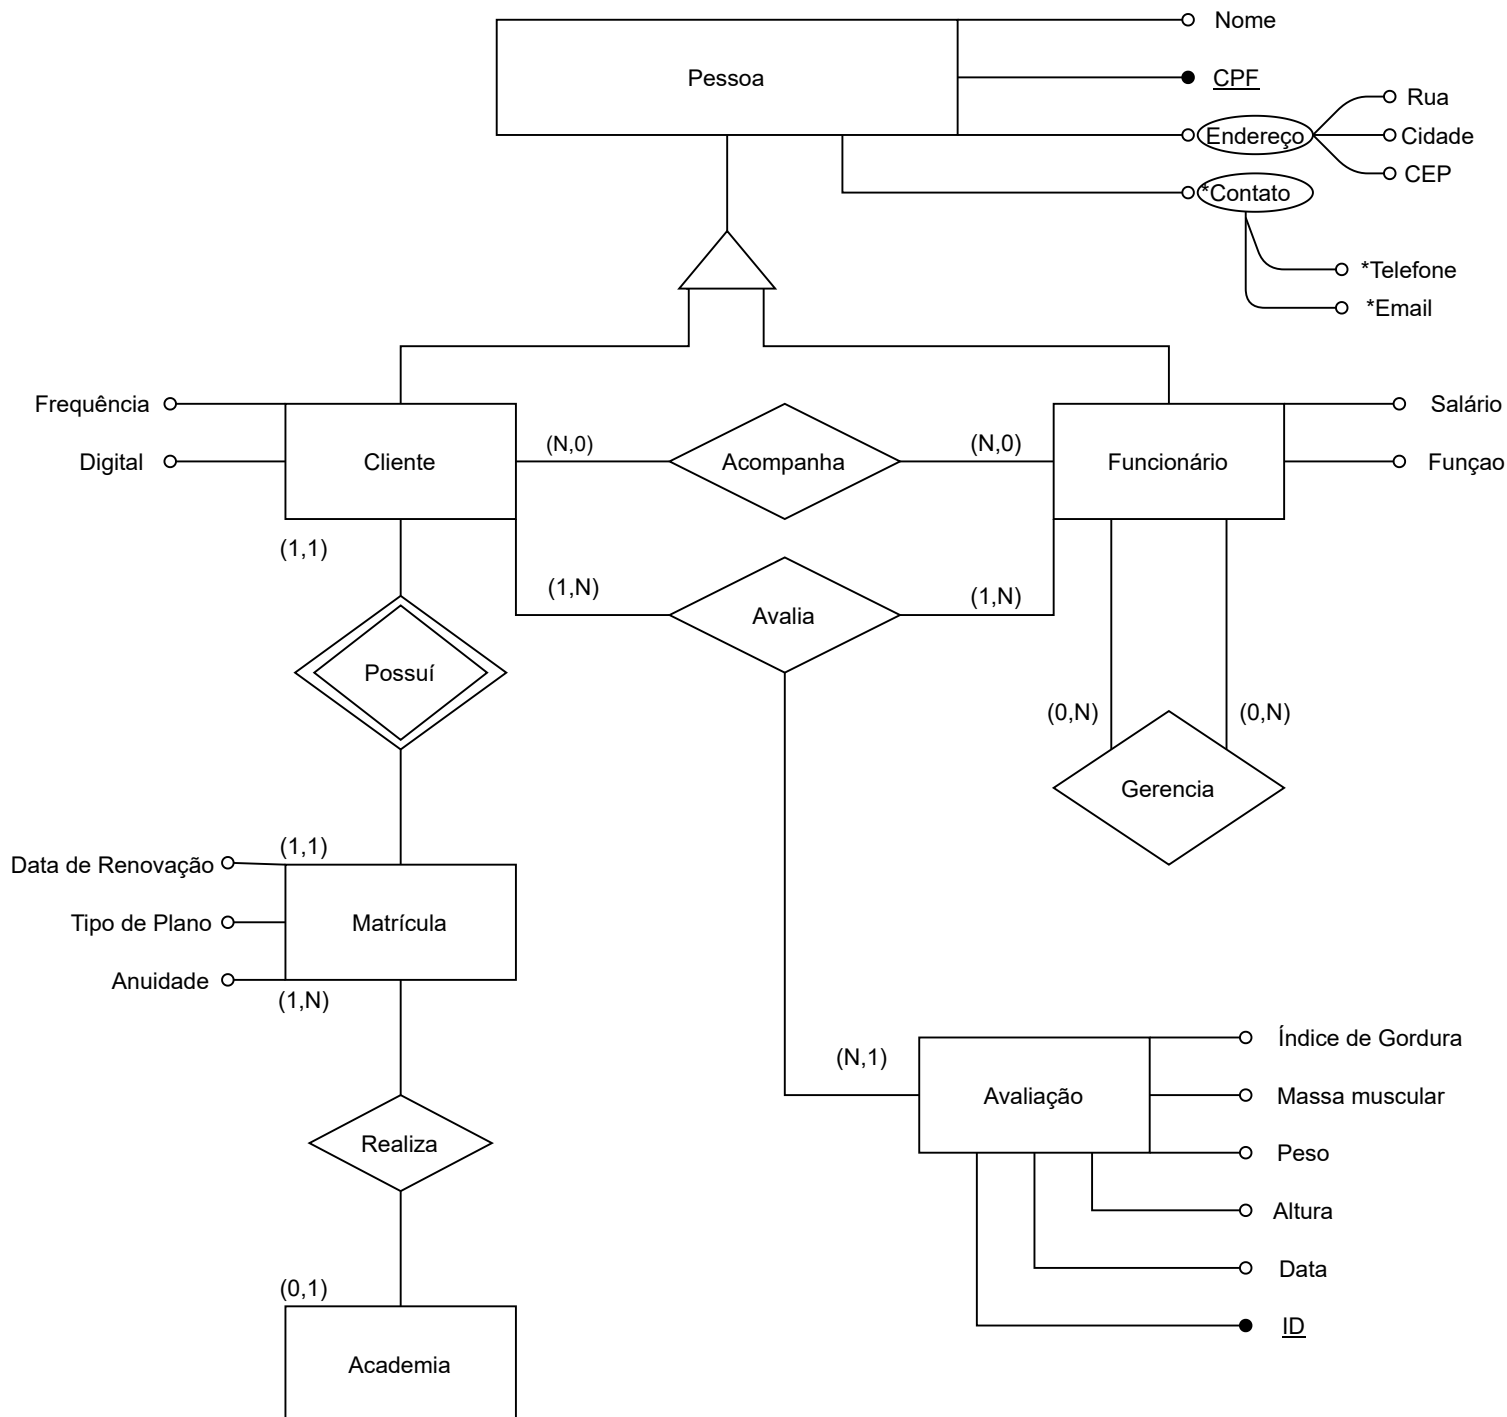 Nome
Pessoa
CPF
Rua
Endereço
Cidade
CEP
*Contato
*Telefone
*Email
Frequência
Salário
(N,0)
(N,0)
Digital
Cliente
Acompanha
Funcionário
Funçao
(1,1)
(1,N)
(1,N)
Avalia
Possuí
(0,N)
(0,N)
Gerencia
(1,1)
Data de Renovação
Tipo de Plano
Matrícula
Anuidade
(1,N)
Índice de Gordura
(N,1)
Avaliação
Massa muscular
Realiza
Peso
Altura
Data
(0,1)
ID
Academia